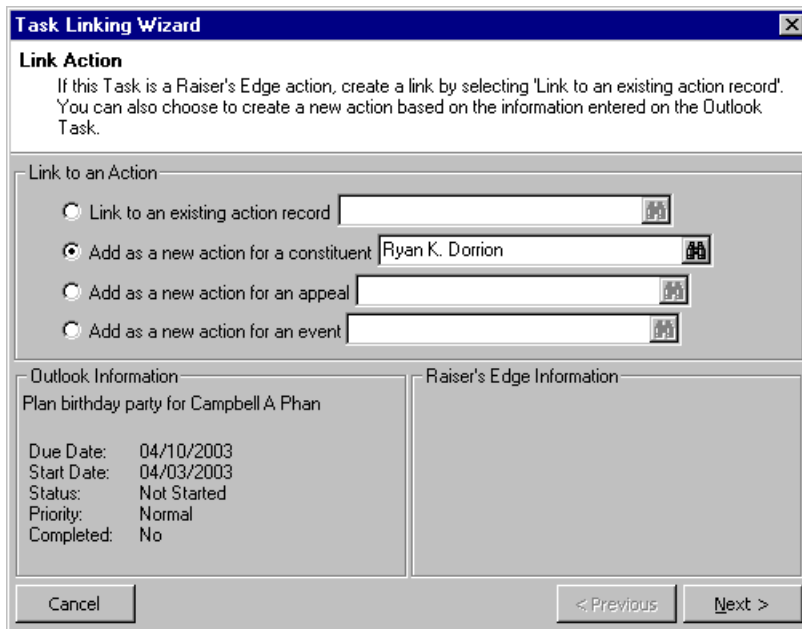 Task Linking Wizard
Link Action
If this Task is a Raiser's Edge action, create a link by selecting 'Link to an existing action record'.
You can also choose to create a new action based on the information entered on the Outlook
Task.
Link to an Action
Link to an existing action record
Add as a new action for a constituent Ryan K. Dorrion
Add as a new action for an appeal
Add as a new action for an event
Outlook Information
Plan birthday party for Campbell A Phan
Due Date: 04/10/2003
Start Date: 04/03/2003
Status: Not Started
Priority: Normal
Completed: No
Raiser's Edge Information
Cancel
< Previous
Next >